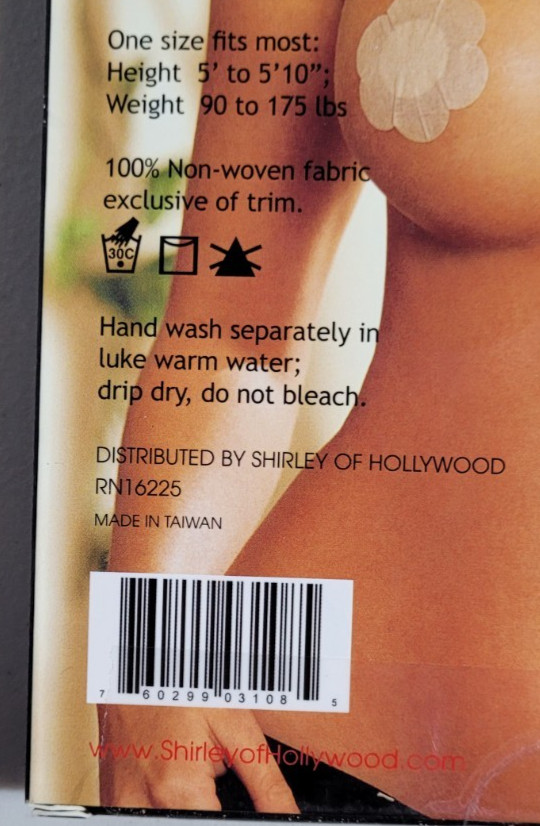 One size fits most:
Height 5' to 5'10";
Weight 90 to 175 lbs
100% Non-woven fabric
exclusive of trim.
30C
Hand wash separately in
luke warm water;
drip dry, do not bleach.
DISTRIBUTED BY SHIRLEY OF HOLLYWOOD
RN16225
MADE IN TAIWAN
7 60299 03108 5
www.ShirleyofHollywood.com